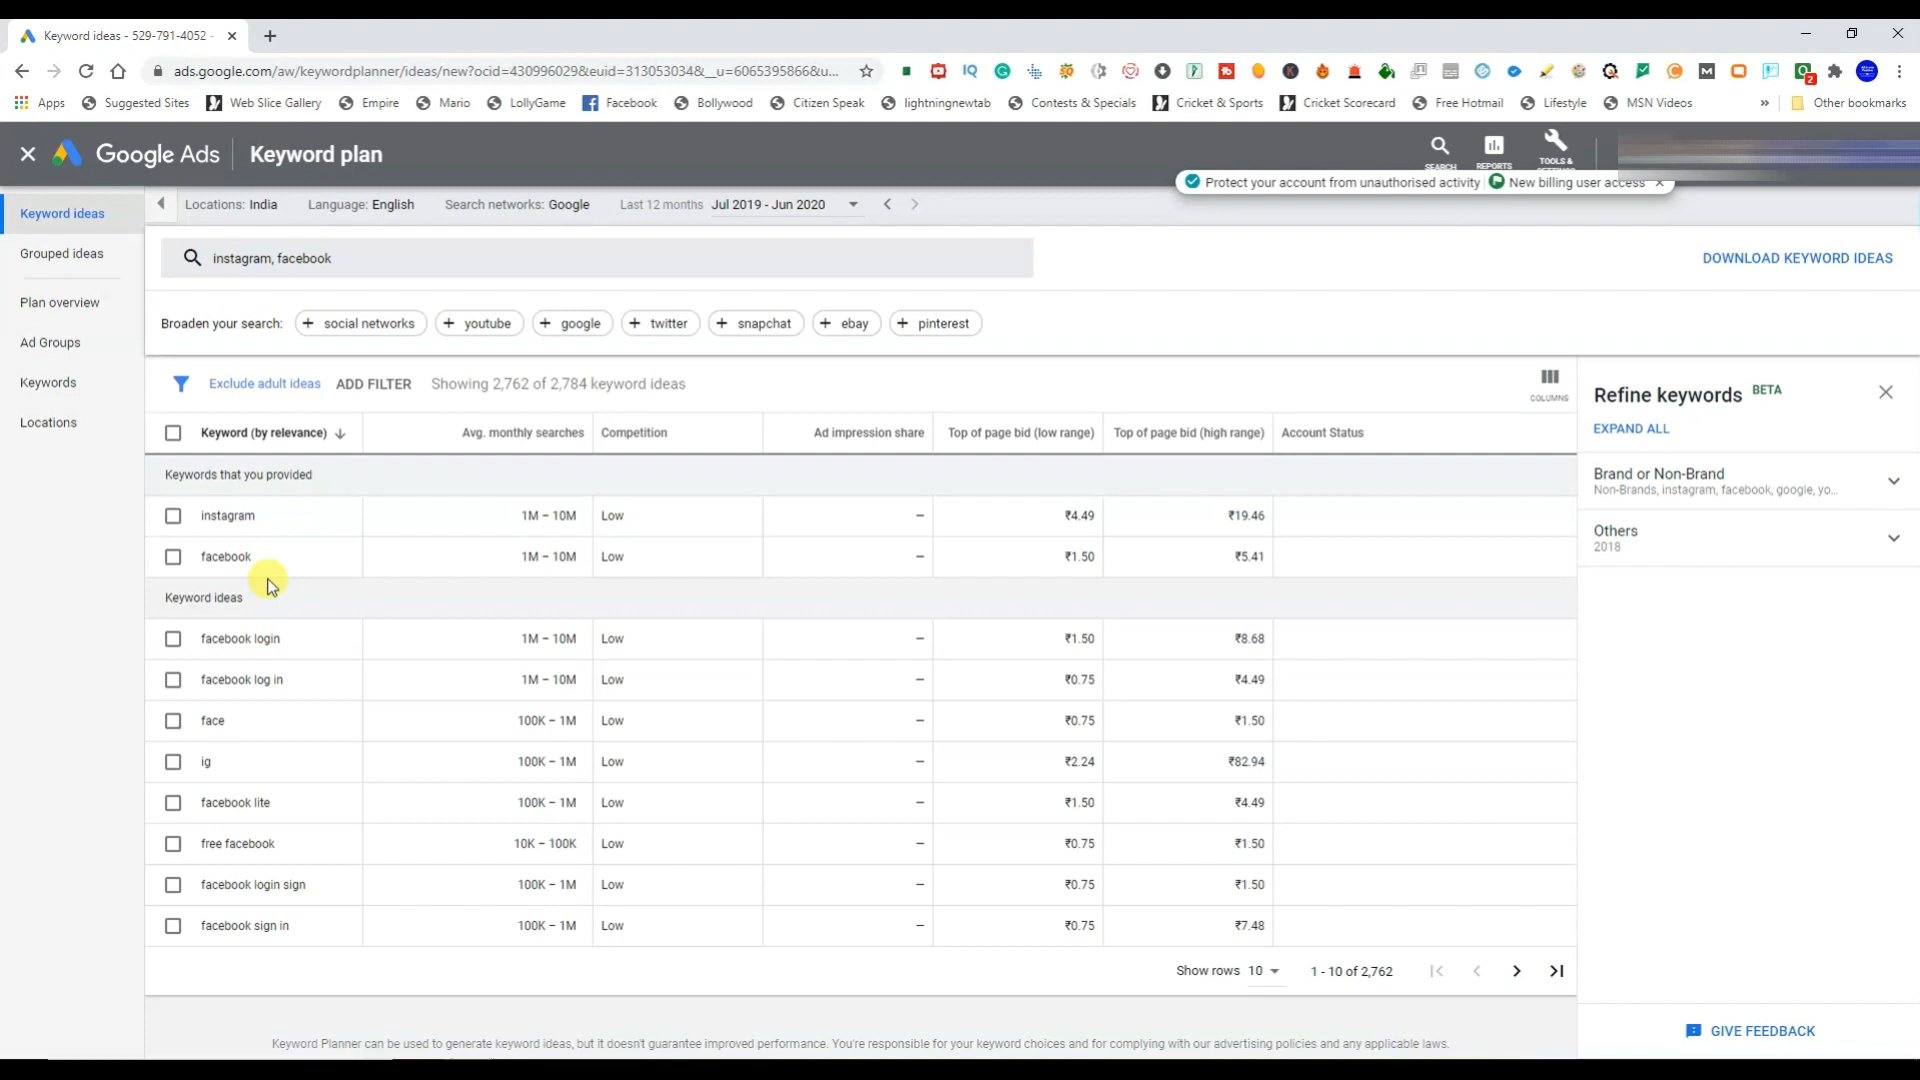 Keyword ideas - 529-791-4052 -
ads.google.com/aw/keywordplanner/ideas/new?ocid=430996029&euid=313053034&__u=6065395866&u...
Apps Suggested Sites Web Slice Gallery Empire Mario LollyGame Facebook Bollywood Citizen Speak lightningnewtab Contests & Specials Cricket & Sports Cricket Scorecard Free Hotmail Lifestyle MSN Videos » Other bookmarks
Google Ads Keyword plan
SEARCH REPORTS TOOLS &
Protect your account from unauthorised activity New billing user access
Keyword ideas
Grouped ideas
Plan overview
Ad Groups
Keywords
Locations
Locations: India Language: English Search networks: Google Last 12 months Jul 2019 - Jun 2020
instagram, facebook
DOWNLOAD KEYWORD IDEAS
Broaden your search: + social networks + youtube + google + twitter + snapchat + ebay + pinterest
Exclude adult ideas ADD FILTER Showing 2,762 of 2,784 keyword ideas
COLUMNS
Keyword (by relevance) Avg. monthly searches Competition Ad impression share Top of page bid (low range) Top of page bid (high range) Account Status
Keywords that you provided
instagram 1M – 10M Low – ₹4.49 ₹19.46
facebook 1M – 10M Low – ₹1.50 ₹5.41
Keyword ideas
facebook login 1M – 10M Low – ₹1.50 ₹8.68
facebook log in 1M – 10M Low – ₹0.75 ₹4.49
face 100K – 1M Low – ₹0.75 ₹1.50
ig 100K – 1M Low – ₹2.24 ₹82.94
facebook lite 100K – 1M Low – ₹1.50 ₹4.49
free facebook 10K – 100K Low – ₹0.75 ₹1.50
facebook login sign 100K – 1M Low – ₹0.75 ₹1.50
facebook sign in 100K – 1M Low – ₹0.75 ₹7.48
Show rows 10 1 - 10 of 2,762
Keyword Planner can be used to generate keyword ideas, but it doesn't guarantee improved performance. You're responsible for your keyword choices and for complying with our advertising policies and any applicable laws.
Refine keywords BETA
EXPAND ALL
Brand or Non-Brand
Non-Brands, instagram, facebook, google, yo...
Others
2018
GIVE FEEDBACK